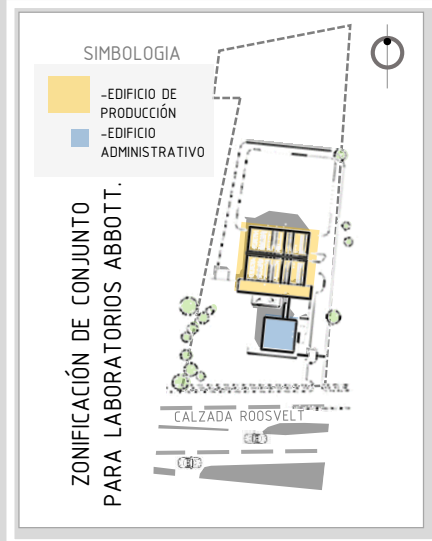 SIMBOLOGIA
-EDIFICIO DE
PRODUCCIÓN
-EDIFICIO
ADMINISTRATIVO
ZONIFICACIÓN DE CONJUNTO
PARA LABORATORIOS ABBOTT.
CALZADA ROOSVELT